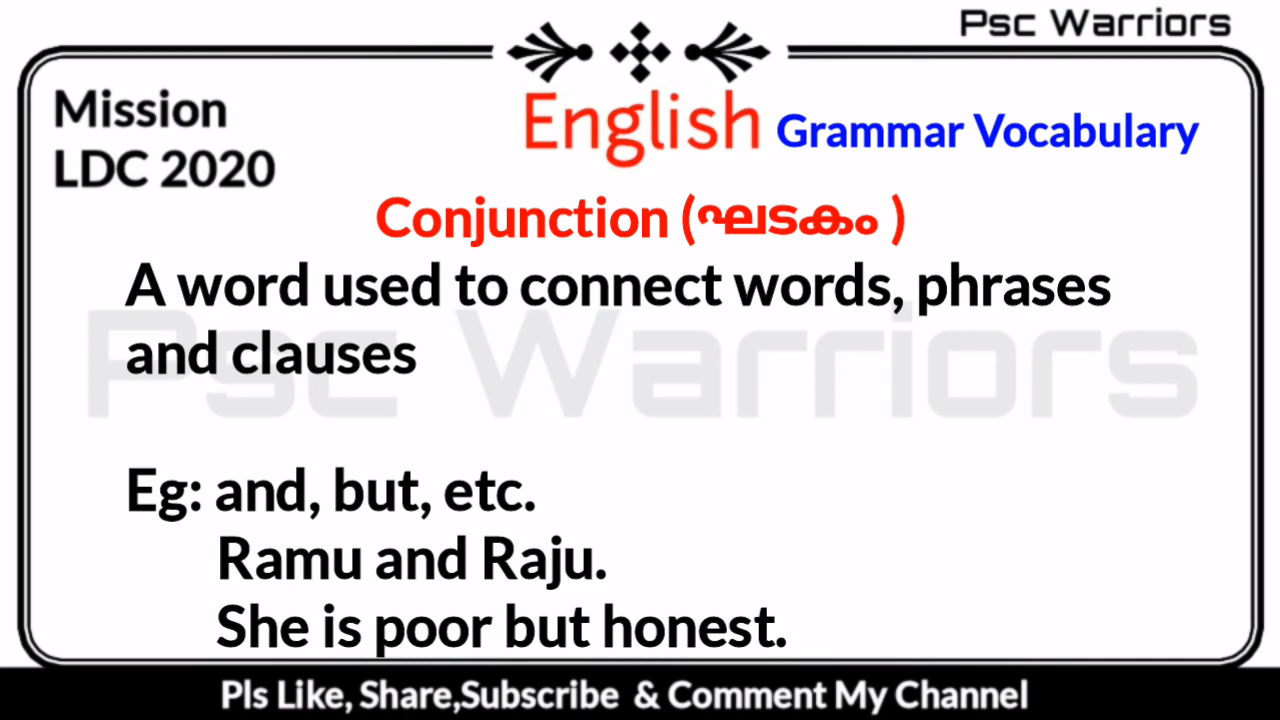 Psc Warriors
Mission
LDC 2020
English Grammar Vocabulary
Conjunction (ഘടകം )
A word used to connect words, phrases
and clauses
Psc Warriors
Eg: and, but, etc.
Ramu and Raju.
She is poor but honest.
Pls Like, Share,Subscribe & Comment My Channel